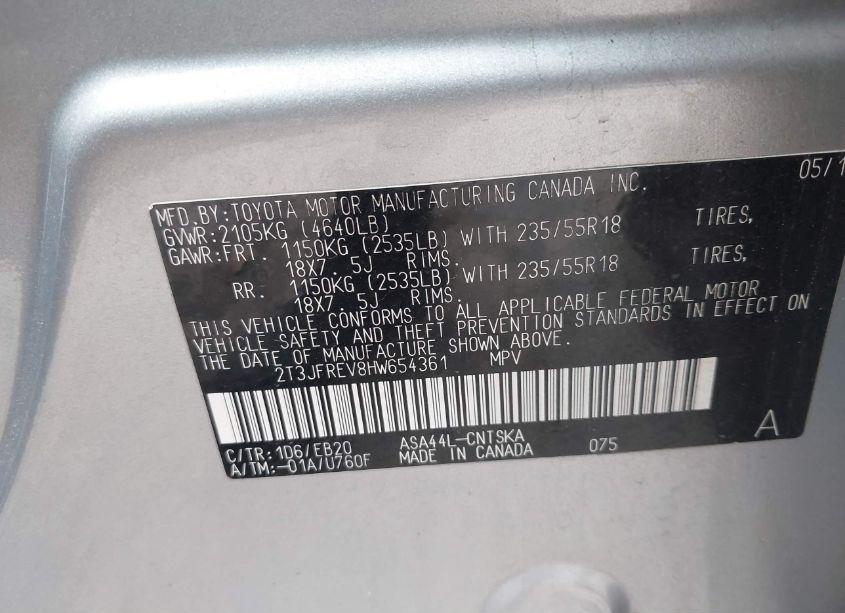 05/1
MFD.BY:TOYOTA MOTOR MANUFACTURING CANADA INC.
GVWR:2105KG (4640LB)
GAWR:FRT. 1150KG (2535LB) WITH 235/55R18 TIRES,
18X7. 5J RIMS.
RR. 1150KG (2535LB) WITH 235/55R18 TIRES,
18X7 5J RIMS.
THIS VEHICLE CONFORMS TO ALL APPLICABLE FEDERAL MOTOR
VEHICLE SAFETY AND THEFT PREVENTION STANDARDS IN EFFECT ON
THE DATE OF MANUFACTURE SHOWN ABOVE.
2T3JFREV8HW654361 MPV
C/TR:1D6/EB20 ASA44L-CNTSKA 075 A
A/TM:-01A/U760F MADE IN CANADA